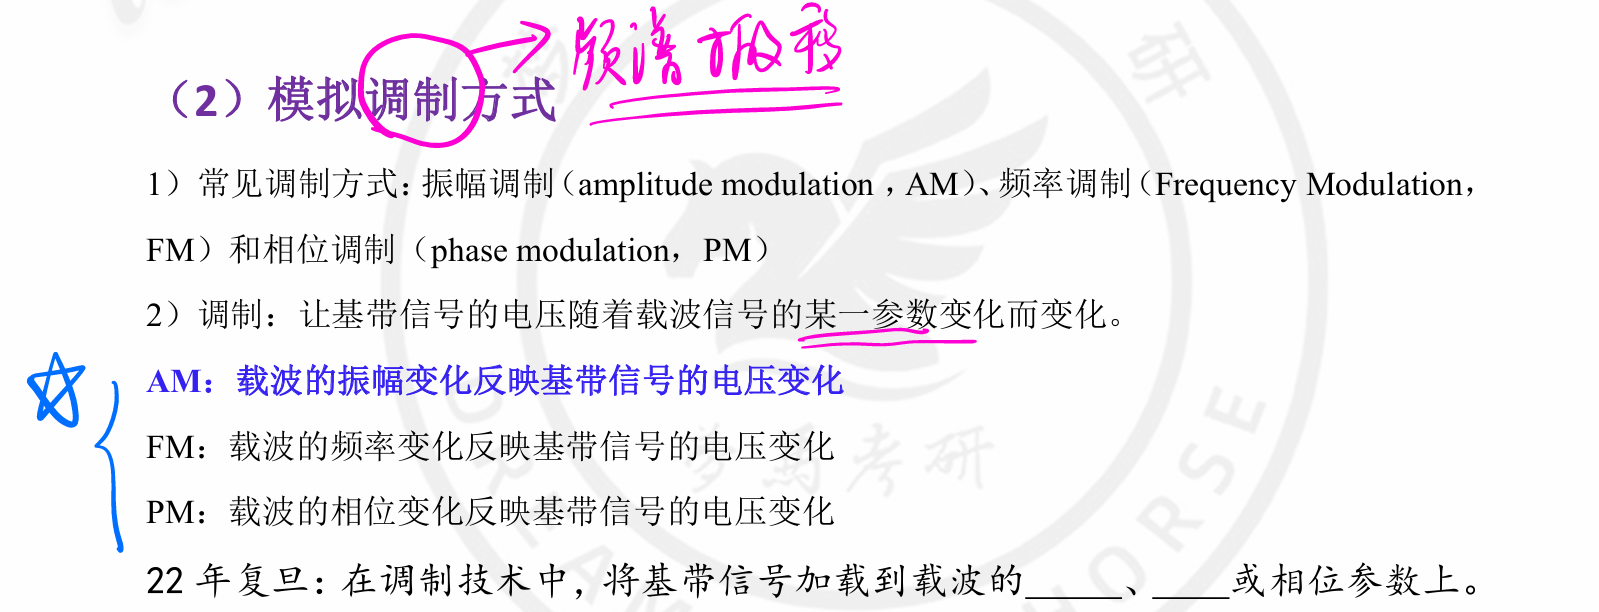 频谱搬移
（2）模拟调制方式
1）常见调制方式：振幅调制（amplitude modulation ，AM）、频率调制（Frequency Modulation，
FM）和相位调制（phase modulation，PM）
2）调制：让基带信号的电压随着载波信号的某一参数变化而变化。
AM：载波的振幅变化反映基带信号的电压变化
FM：载波的频率变化反映基带信号的电压变化
PM：载波的相位变化反映基带信号的电压变化
22 年复旦：在调制技术中，将基带信号加载到载波的______、____或相位参数上。
研
梦马考研
HORSE